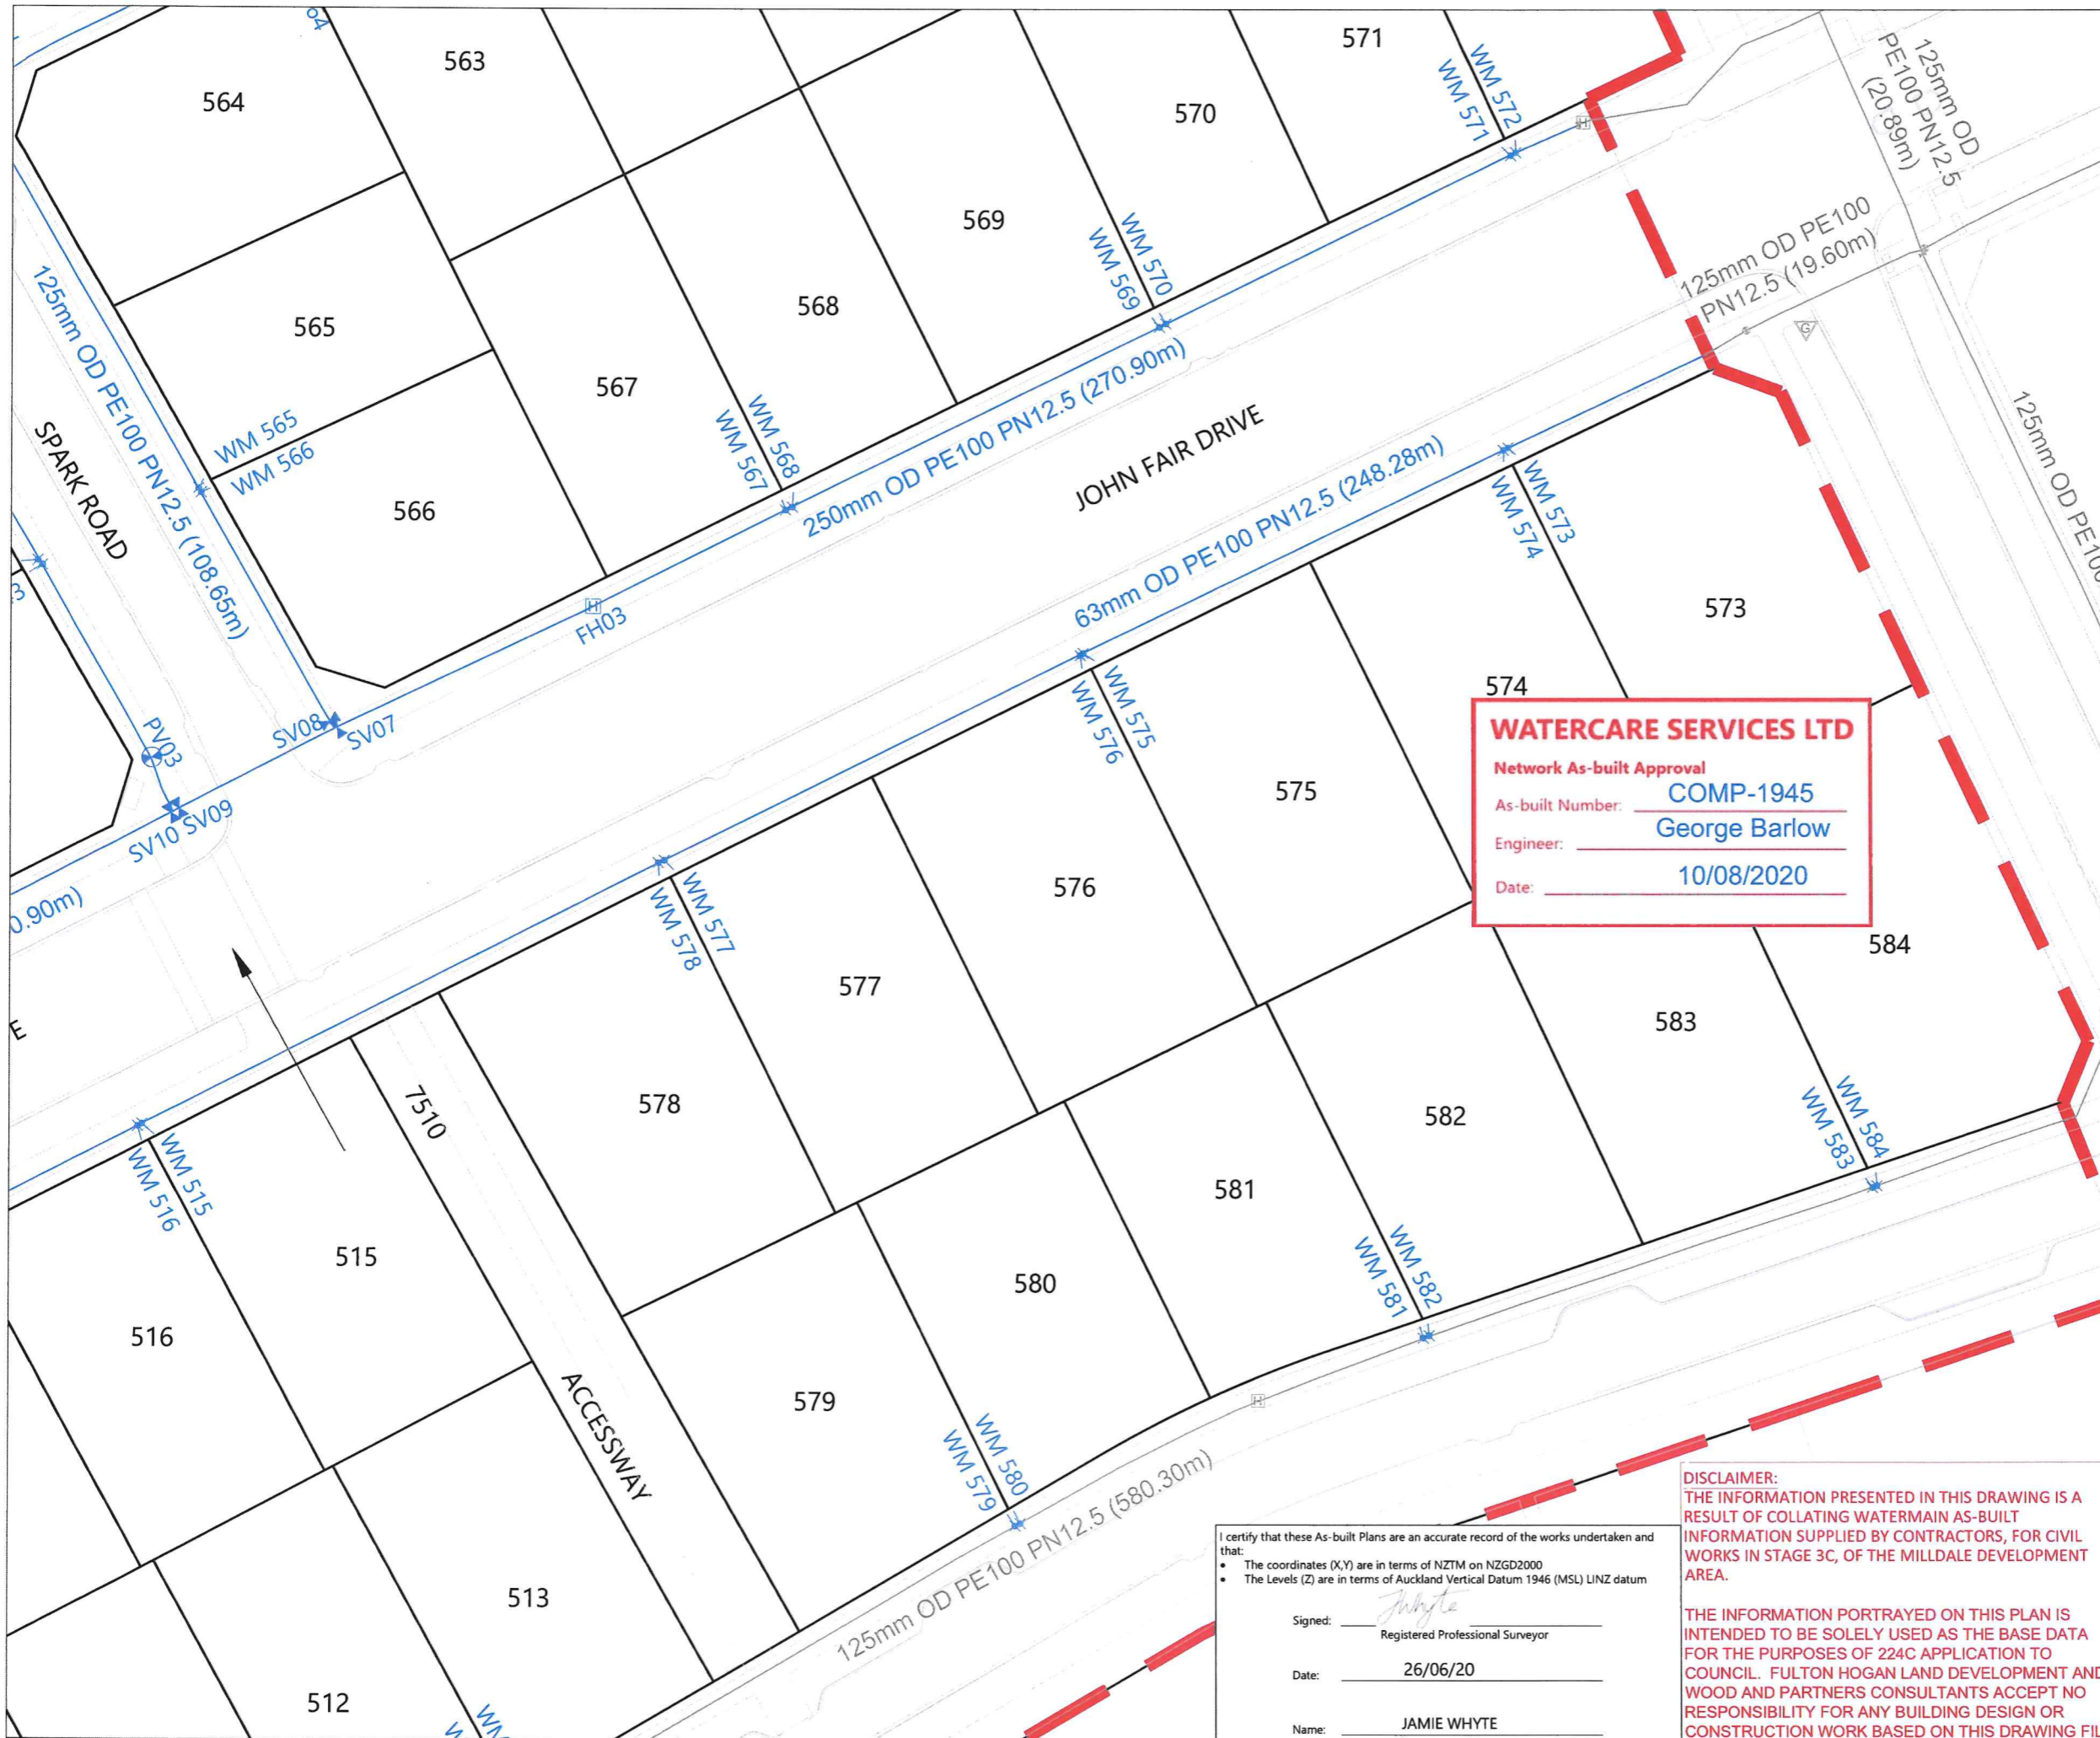 564
563
571
WM 572
WM 571
570
125mm OD
PE100 PN12.5
(20.89m)
569
WM 570
WM 569
125mm OD PE100
PN12.5 (19.60m)
G
H
125mm OD PE100 PN12.5 (108.65m)
565
568
567
WM 565
WM 566
WM 568
WM 567
250mm OD PE100 PN12.5 (270.90m)
JOHN FAIR DRIVE
SPARK ROAD
566
63mm OD PE100 PN12.5 (248.28m)
WM 573
WM 574
125mm OD PE100
573
H
FH03
574
WM 575
WM 576
SV08
SV07
PV03
SV10
SV09
0.90m)
575
WATERCARE SERVICES LTD
Network As-built Approval
As-built Number: COMP-1945
Engineer: George Barlow
Date: 10/08/2020
576
WM 577
WM 578
577
584
583
E
7510
578
582
WM 584
WM 583
WM 515
WM 516
515
581
WM 582
WM 581
580
516
ACCESSWAY
579
H
WM 580
WM 579
125mm OD PE100 PN12.5 (580.30m)
513
512
I certify that these As-built Plans are an accurate record of the works undertaken and
that:
• The coordinates (X,Y) are in terms of NZTM on NZGD2000
• The Levels (Z) are in terms of Auckland Vertical Datum 1946 (MSL) LINZ datum
Signed: JWhyte
Registered Professional Surveyor
Date: 26/06/20
Name: JAMIE WHYTE
DISCLAIMER:
THE INFORMATION PRESENTED IN THIS DRAWING IS A
RESULT OF COLLATING WATERMAIN AS-BUILT
INFORMATION SUPPLIED BY CONTRACTORS, FOR CIVIL
WORKS IN STAGE 3C, OF THE MILLDALE DEVELOPMENT
AREA.
THE INFORMATION PORTRAYED ON THIS PLAN IS
INTENDED TO BE SOLELY USED AS THE BASE DATA
FOR THE PURPOSES OF 224C APPLICATION TO
COUNCIL. FULTON HOGAN LAND DEVELOPMENT AND
WOOD AND PARTNERS CONSULTANTS ACCEPT NO
RESPONSIBILITY FOR ANY BUILDING DESIGN OR
CONSTRUCTION WORK BASED ON THIS DRAWING FIL